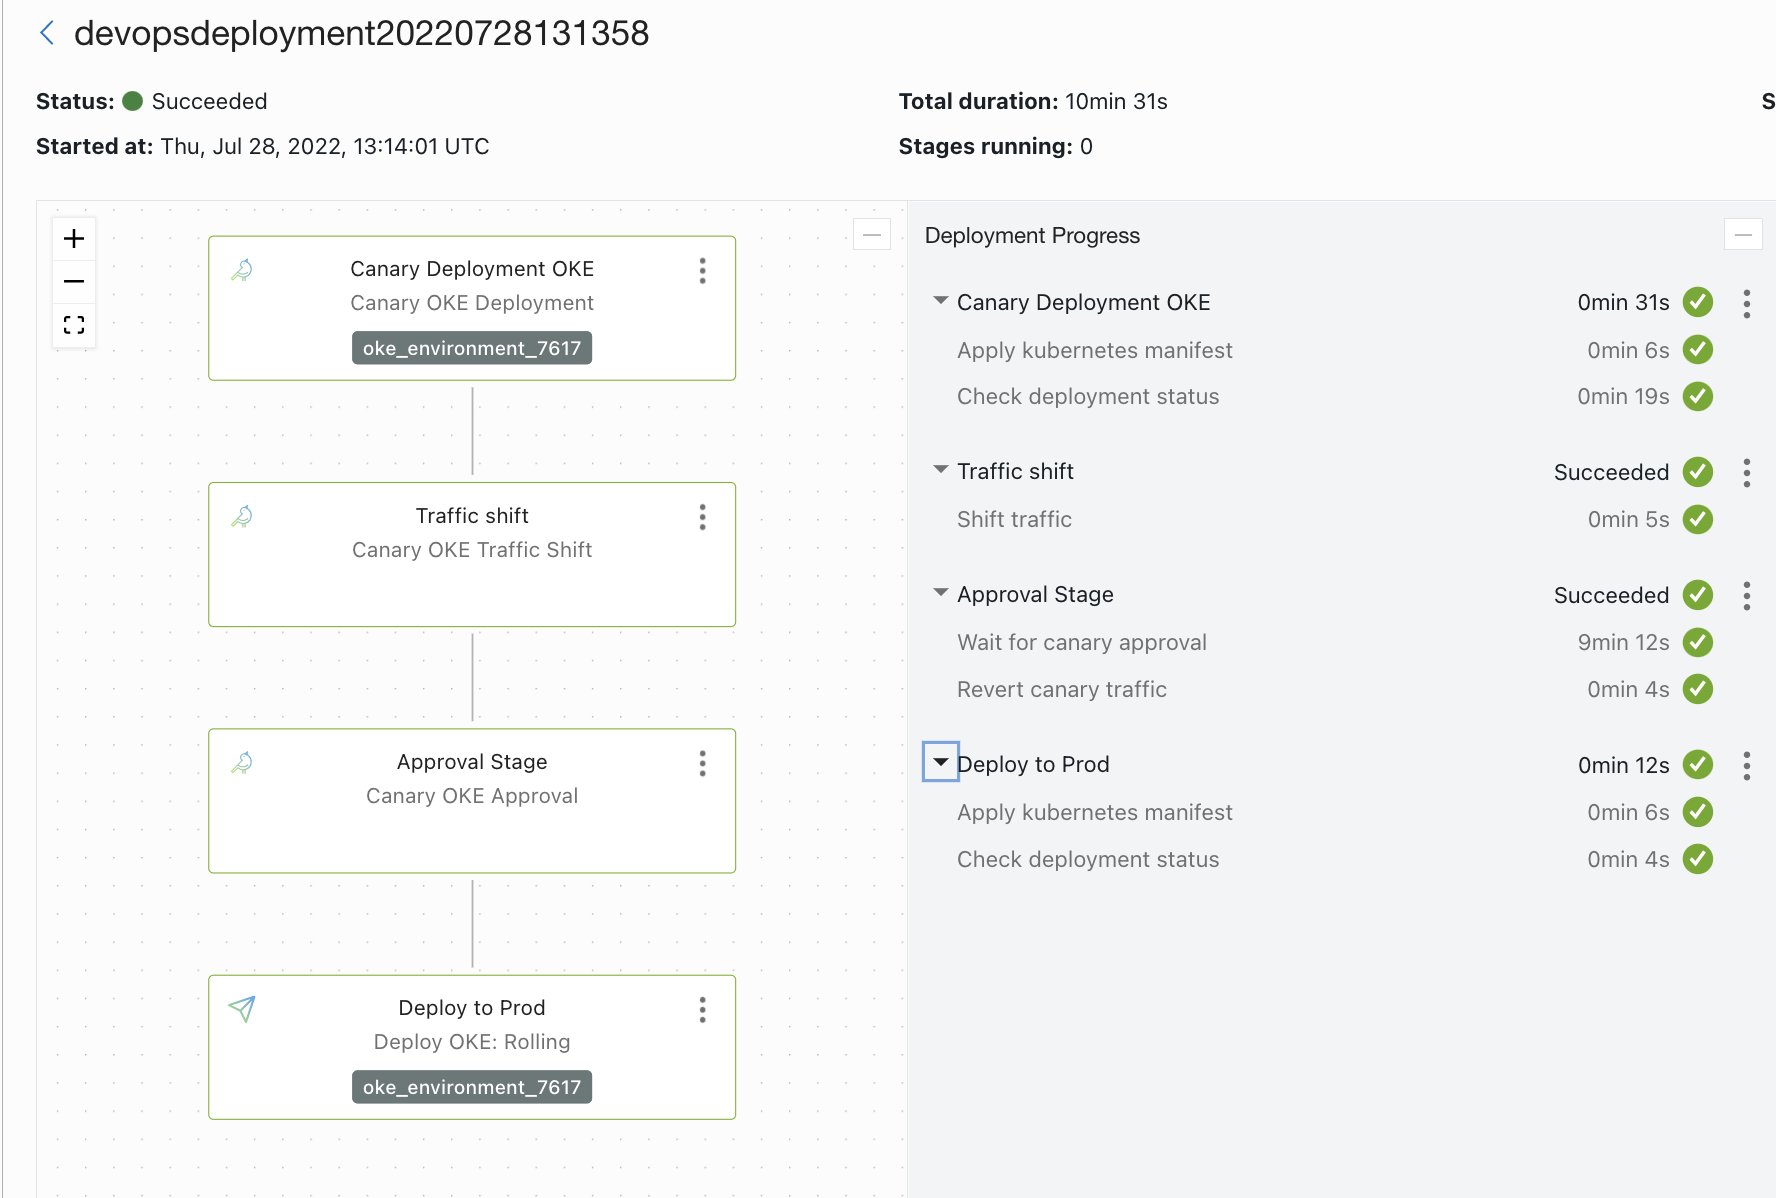 devopsdeployment20220728131358
Status: Succeeded
Total duration: 10min 31s
S
Started at: Thu, Jul 28, 2022, 13:14:01 UTC
Stages running: 0
Canary Deployment OKE
Canary OKE Deployment
oke_environment_7617
Traffic shift
Canary OKE Traffic Shift
Approval Stage
Canary OKE Approval
Deploy to Prod
Deploy OKE: Rolling
oke_environment_7617
Deployment Progress
Canary Deployment OKE 0min 31s
Apply kubernetes manifest 0min 6s
Check deployment status 0min 19s
Traffic shift Succeeded
Shift traffic 0min 5s
Approval Stage Succeeded
Wait for canary approval 9min 12s
Revert canary traffic 0min 4s
Deploy to Prod 0min 12s
Apply kubernetes manifest 0min 6s
Check deployment status 0min 4s